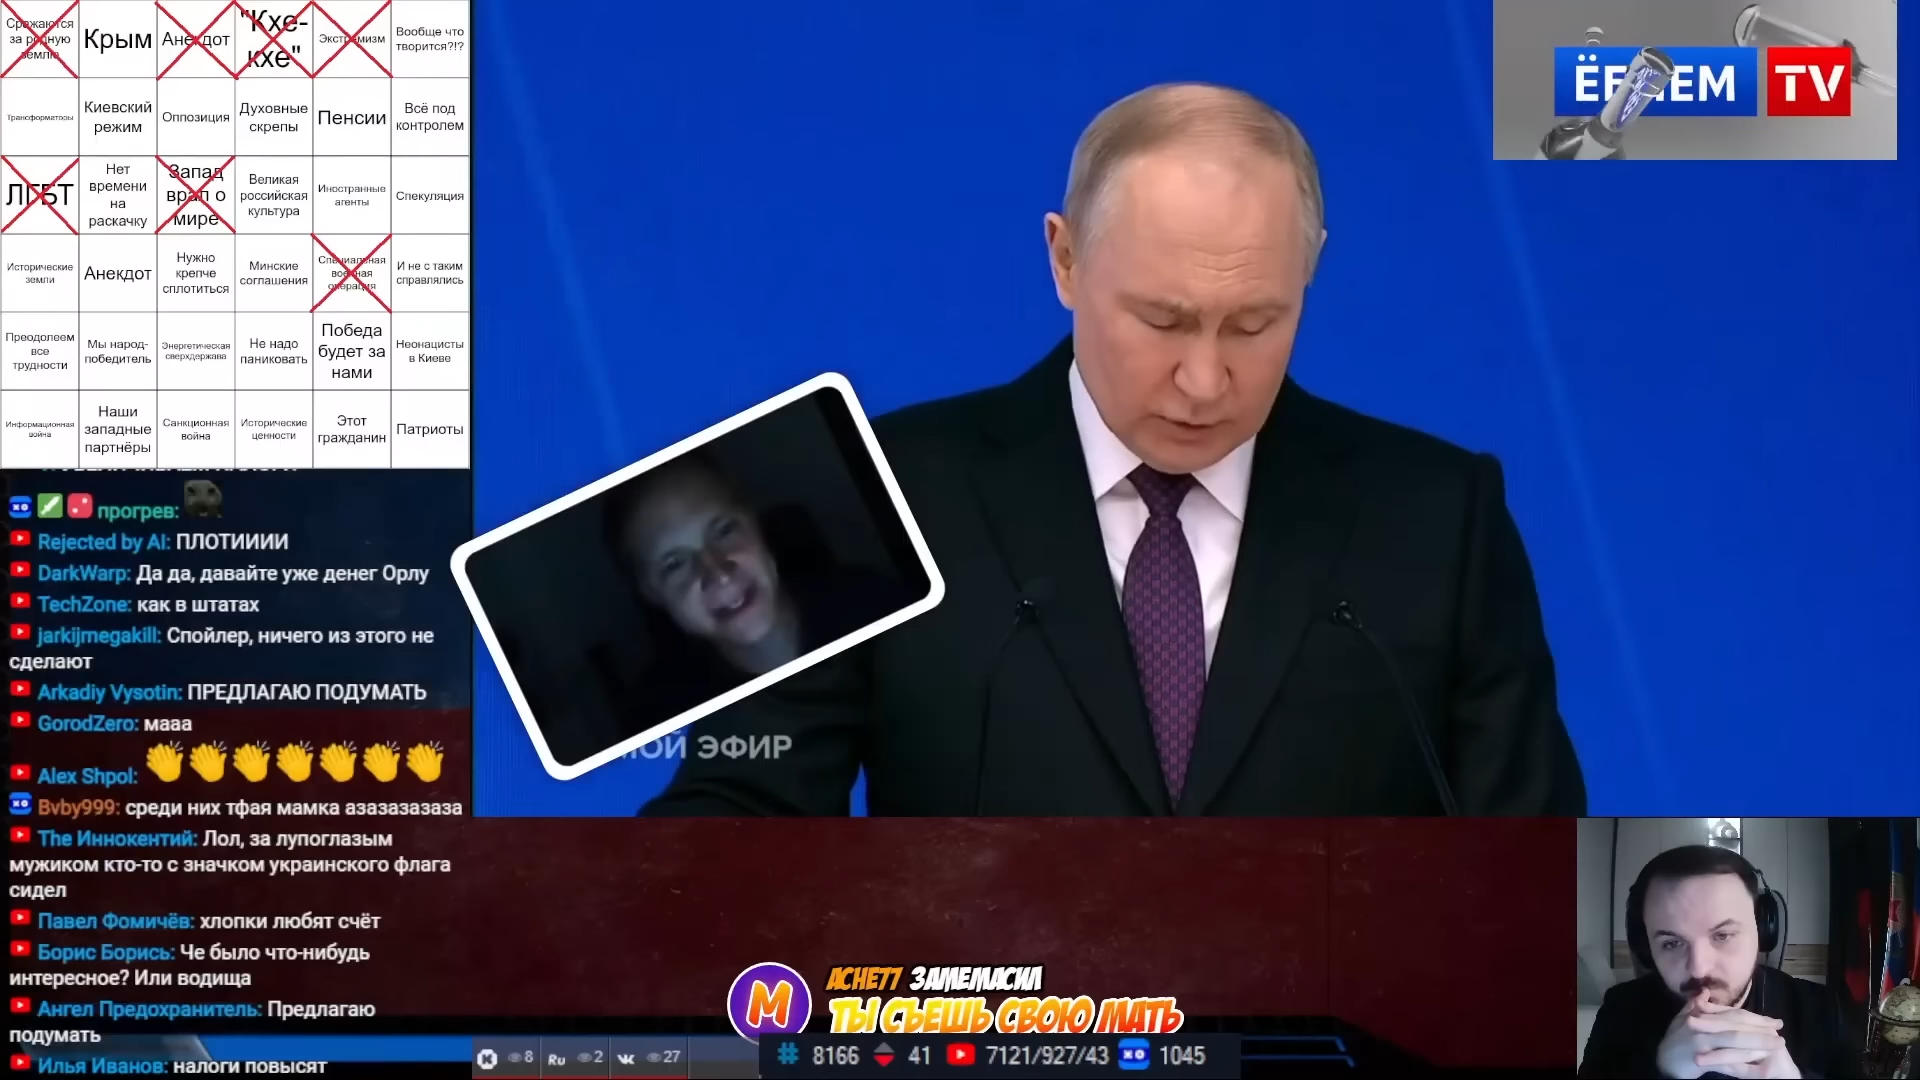 Сражаются
за родную
землю
Крым
Анекдот
"Кхе-
кхе"
Экстремизм
Вообще что
творится?!?
Трансформаторы
Киевский
режим
Оппозиция
Духовные
скрепы
Пенсии
Всё под
контролем
ЛГБТ
Нет
времени
на
раскачку
Запад
врал о
мире
Великая
российская
культура
Иностранные
агенты
Спекуляция
Исторические
земли
Анекдот
Нужно
крепче
сплотиться
Минские
соглашения
Специальная
военная
операция
И не с таким
справлялись
Преодолеем
все
трудности
Мы народ-
победитель
Энергетическая
сверхдержава
Не надо
паниковать
Победа
будет за
нами
Неонацисты
в Киеве
Информационная
война
Наши
западные
партнёры
Санкционная
война
Исторические
ценности
Этот
гражданин
Патриоты
TV
прогрев:
Rejected by AI: ПЛОТИИИИ
DarkWarp: Да да, давайте уже денег Орлу
TechZone: как в штатах
jarkijmegakill: Спойлер, ничего из этого не
сделают
Arkadiy Vysotin: ПРЕДЛАГАЮ ПОДУМАТЬ
GorodZero: мааа
Alex Shpol:
Bvby999: среди них тфая мамка азазазазаза
The Иннокентий: Лол, за лупоглазым
мужиком кто-то с значком украинского флага
сидел
Павел Фомичёв: хлопки любят счёт
Борис Борись: Че было что-нибудь
интересное? Или водища
Ангел Предохранитель: Предлагаю
подумать
Илья Иванов: налоги повысят
МОЙ ЭФИР
M
ACHE77 ЗАМЕМАСИЛ
ТЫ СЪЕШЬ СВОЮ МАТЬ
K 8 Ru 2 VK 27
# 8166 41 7121/927/43 XO 1045